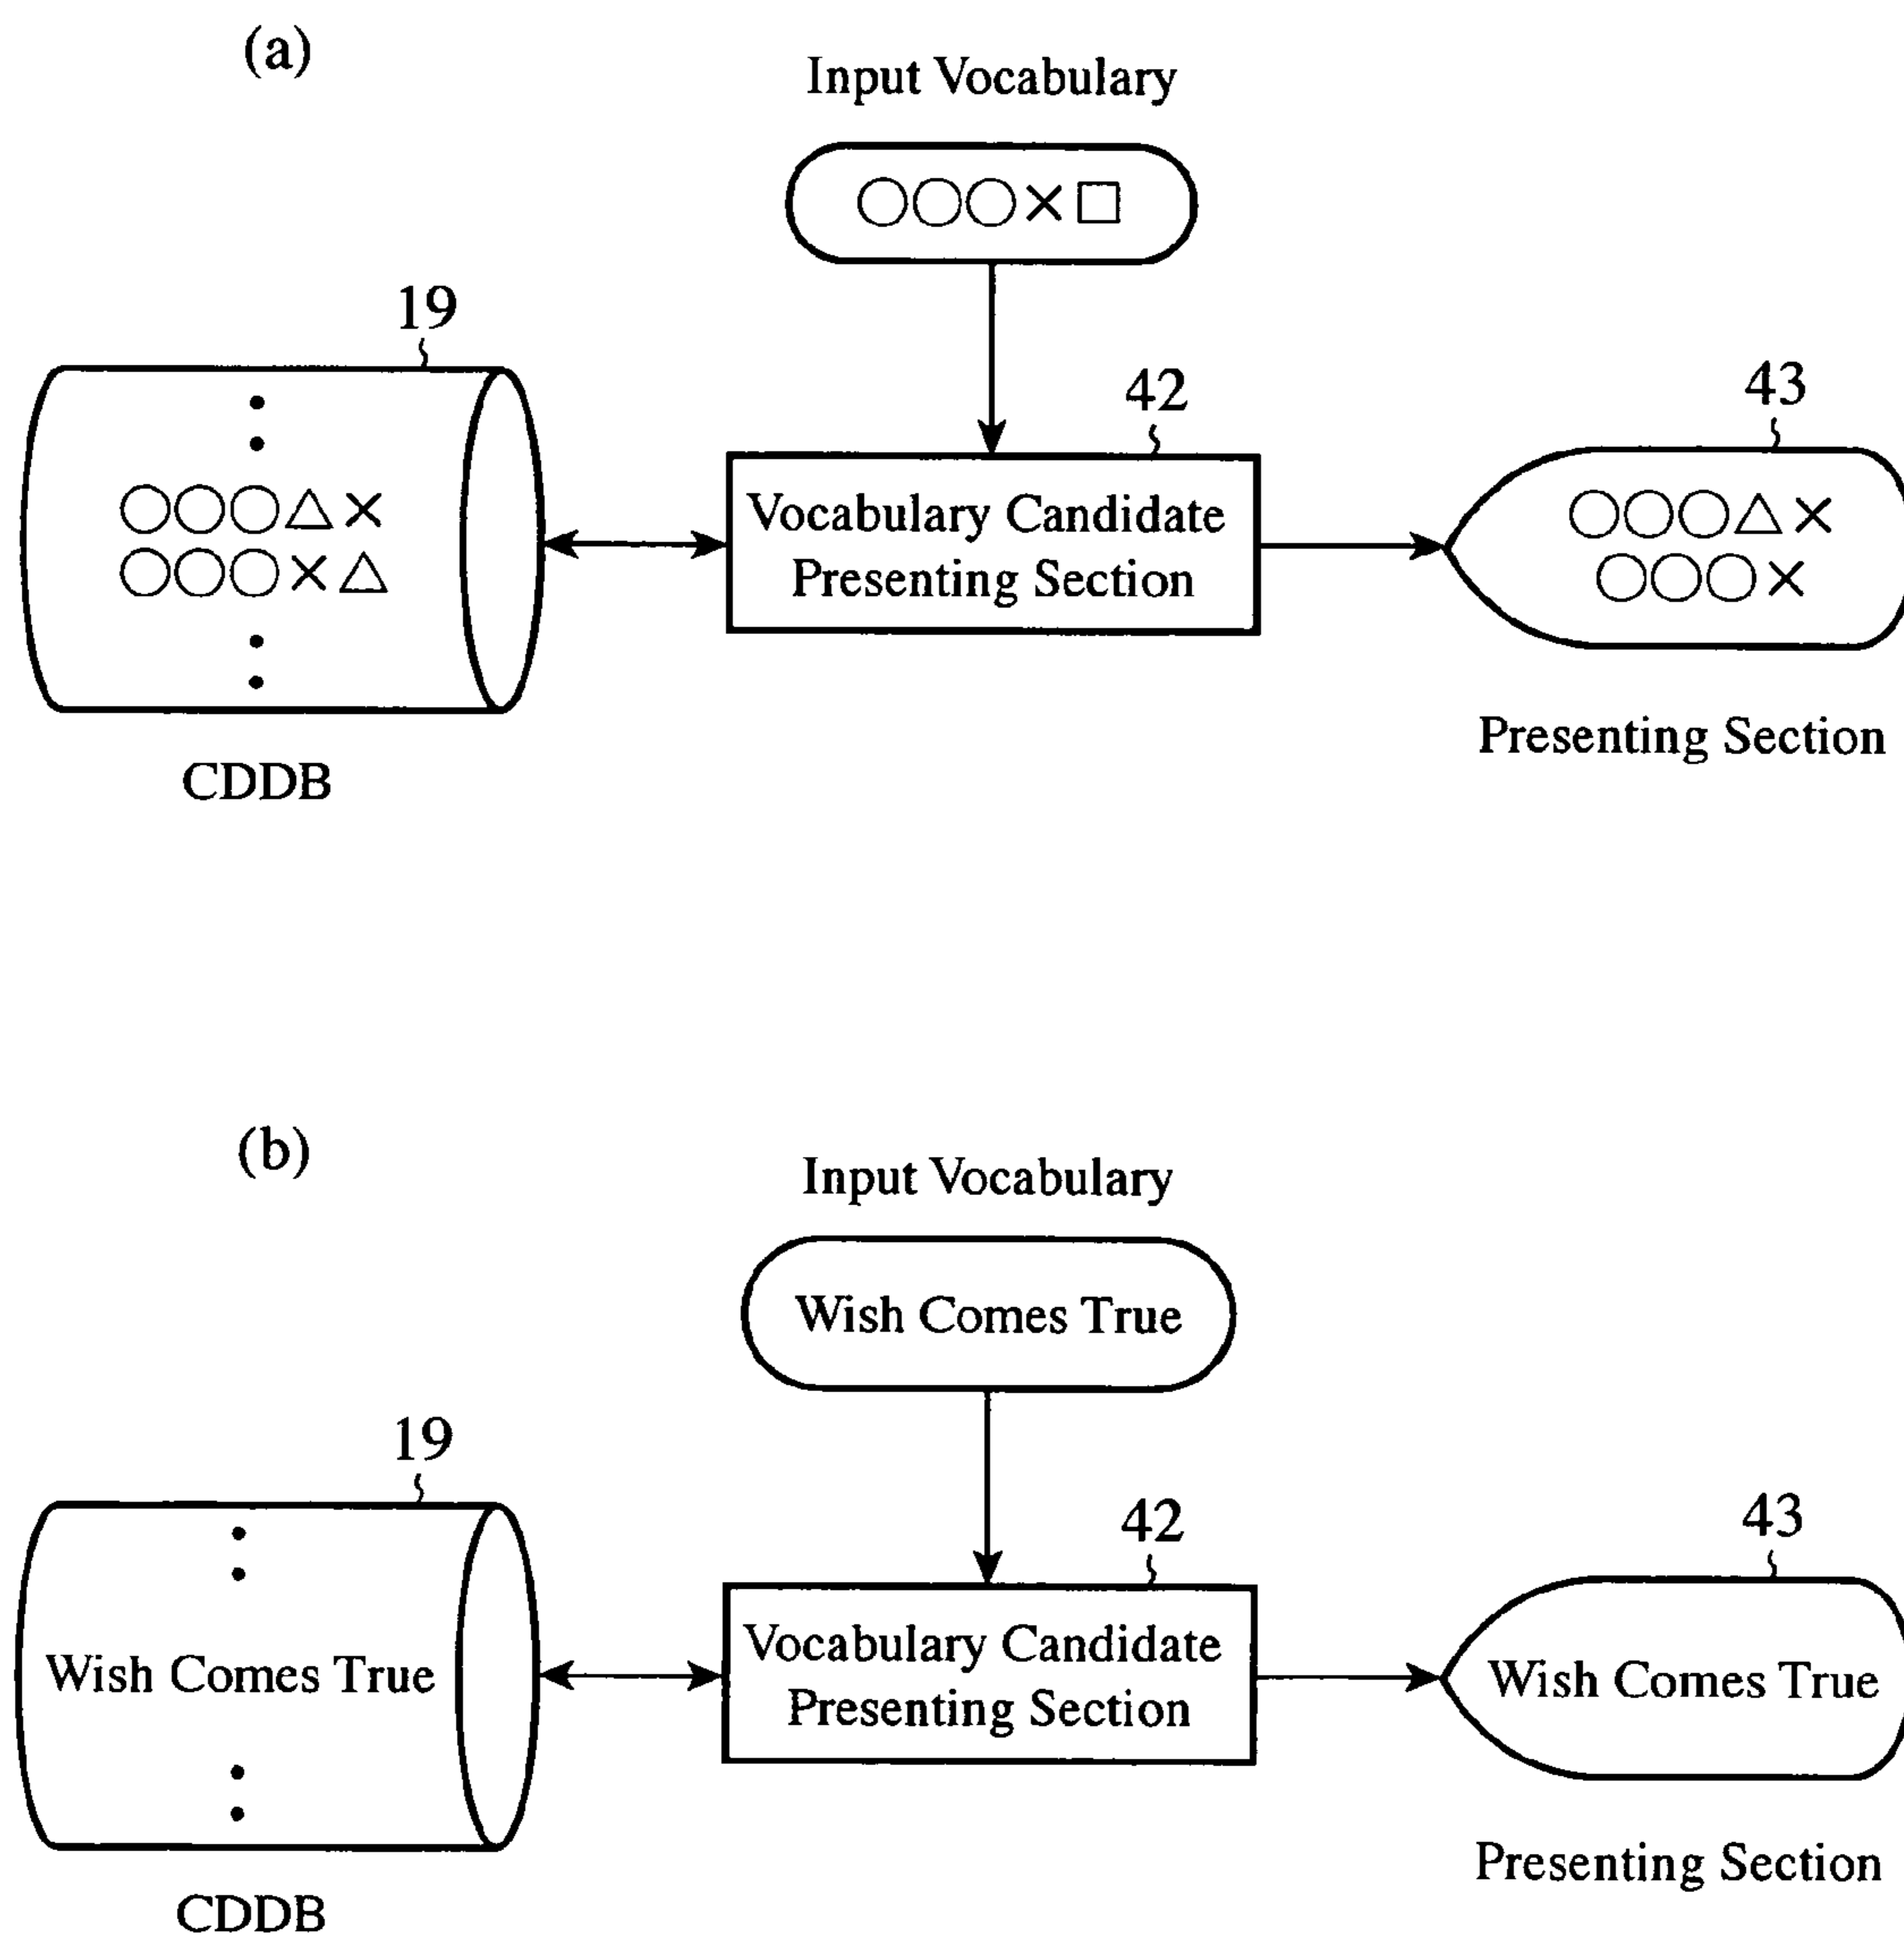 (a)
Input Vocabulary
○○○×□
19
42
43
○○○△×
○○○×△
Vocabulary Candidate
Presenting Section
○○○△×
○○○×
Presenting Section
CDDB
(b)
Input Vocabulary
Wish Comes True
19
42
43
Wish Comes True
Vocabulary Candidate
Presenting Section
Wish Comes True
Presenting Section
CDDB